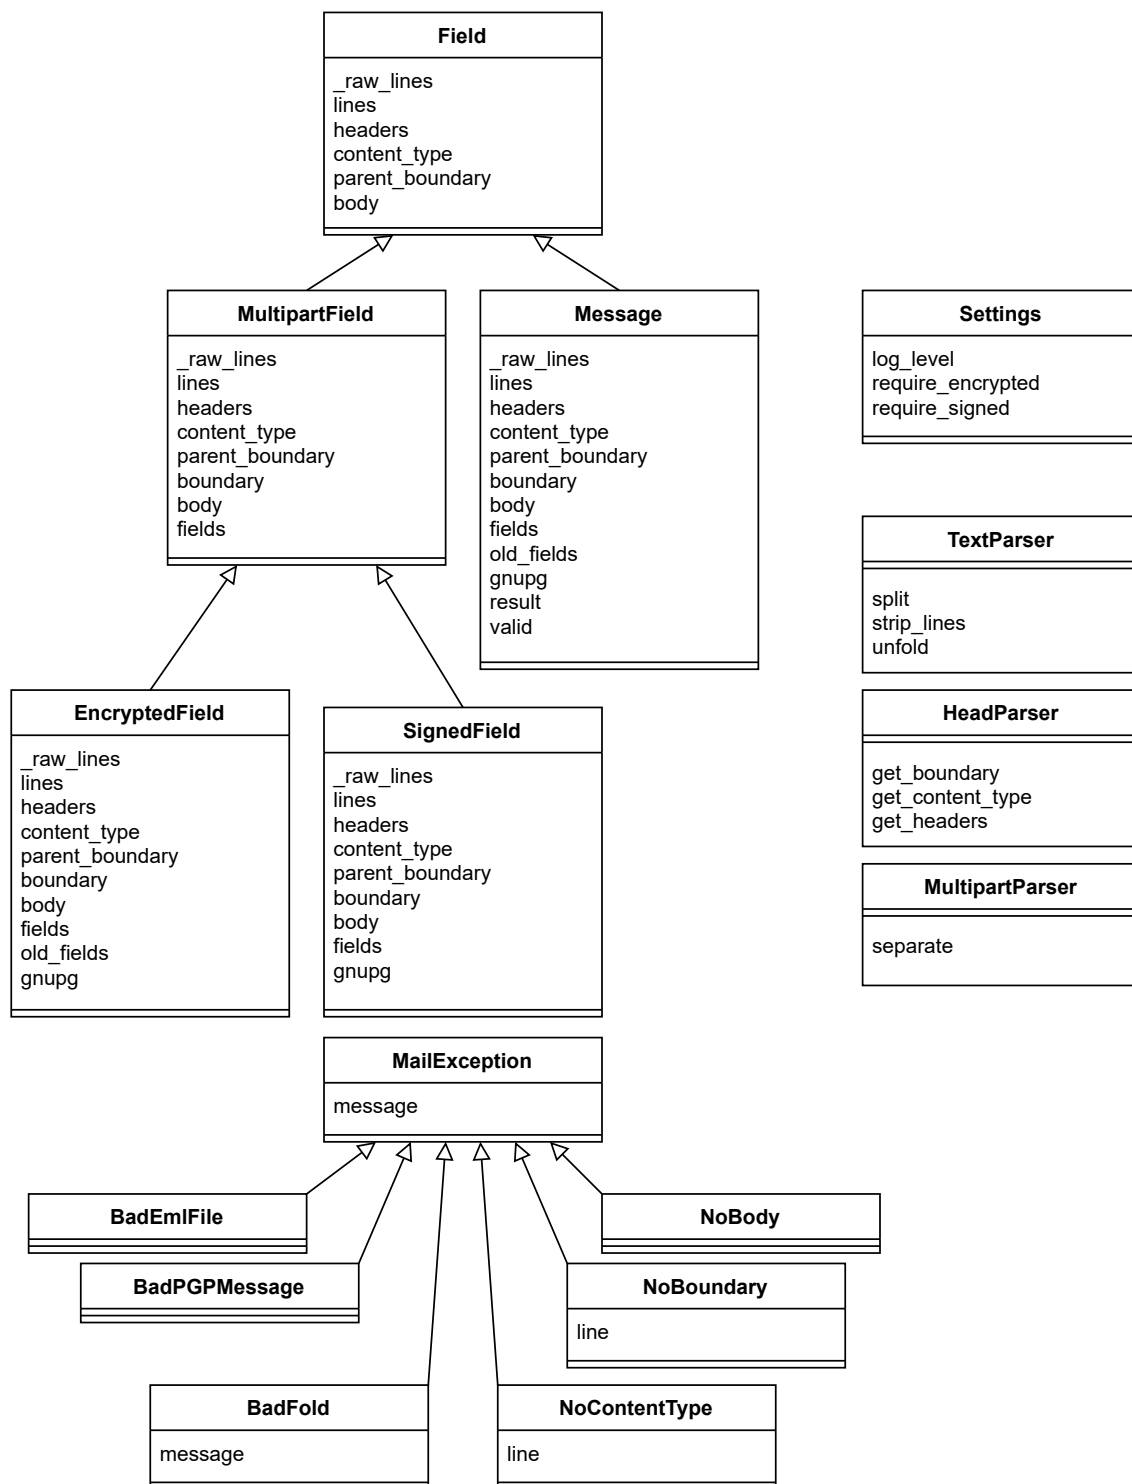 Field
_raw_lines
lines
headers
content_type
parent_boundary
body
MultipartField
_raw_lines
lines
headers
content_type
parent_boundary
boundary
body
fields
Message
_raw_lines
lines
headers
content_type
parent_boundary
boundary
body
fields
old_fields
gnupg
result
valid
Settings
log_level
require_encrypted
require_signed
TextParser
split
strip_lines
unfold
HeadParser
get_boundary
get_content_type
get_headers
MultipartParser
separate
EncryptedField
_raw_lines
lines
headers
content_type
parent_boundary
boundary
body
fields
old_fields
gnupg
SignedField
_raw_lines
lines
headers
content_type
parent_boundary
boundary
body
fields
gnupg
MailException
message
BadEmlFile
NoBody
BadPGPMessage
NoBoundary
line
BadFold
message
NoContentType
line